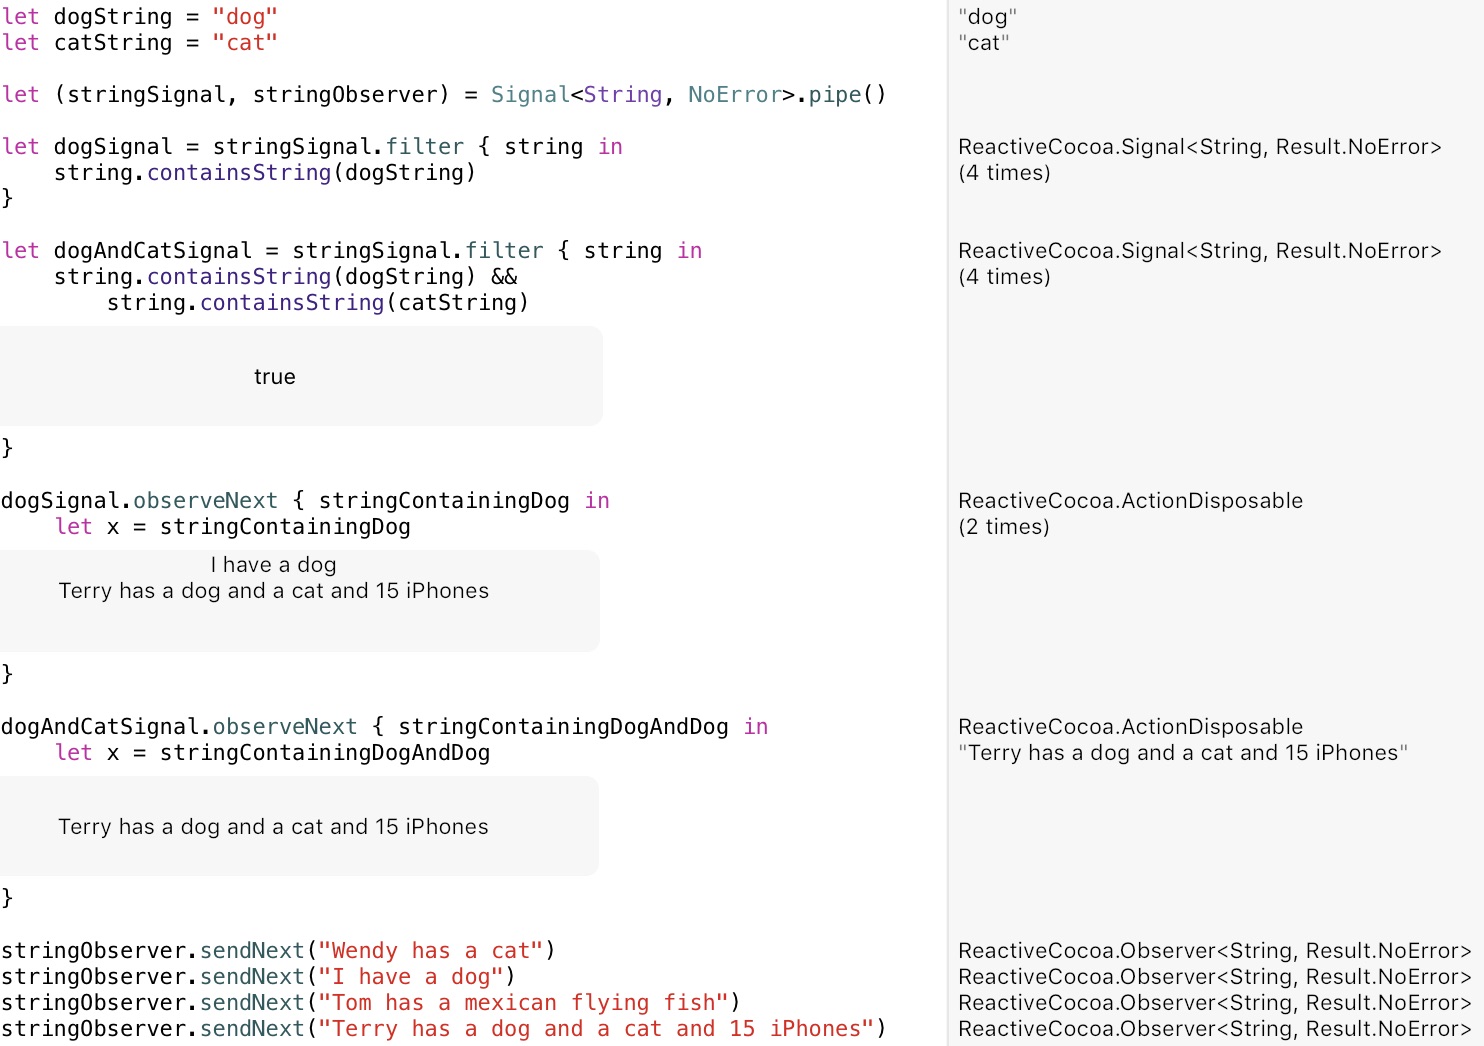 let dogString = "dog"
"dog"
let catString = "cat"
"cat"
let (stringSignal, stringObserver) = Signal<String, NoError>.pipe()
let dogSignal = stringSignal.filter { string in
ReactiveCocoa.Signal<String, Result.NoError>
    string.containsString(dogString)
(4 times)
}
let dogAndCatSignal = stringSignal.filter { string in
ReactiveCocoa.Signal<String, Result.NoError>
    string.containsString(dogString) &&
(4 times)
        string.containsString(catString)
true
}
dogSignal.observeNext { stringContainingDog in
ReactiveCocoa.ActionDisposable
    let x = stringContainingDog
(2 times)
I have a dog
Terry has a dog and a cat and 15 iPhones
}
dogAndCatSignal.observeNext { stringContainingDogAndDog in
ReactiveCocoa.ActionDisposable
    let x = stringContainingDogAndDog
"Terry has a dog and a cat and 15 iPhones"
Terry has a dog and a cat and 15 iPhones
}
stringObserver.sendNext("Wendy has a cat")
ReactiveCocoa.Observer<String, Result.NoError>
stringObserver.sendNext("I have a dog")
ReactiveCocoa.Observer<String, Result.NoError>
stringObserver.sendNext("Tom has a mexican flying fish")
ReactiveCocoa.Observer<String, Result.NoError>
stringObserver.sendNext("Terry has a dog and a cat and 15 iPhones")
ReactiveCocoa.Observer<String, Result.NoError>